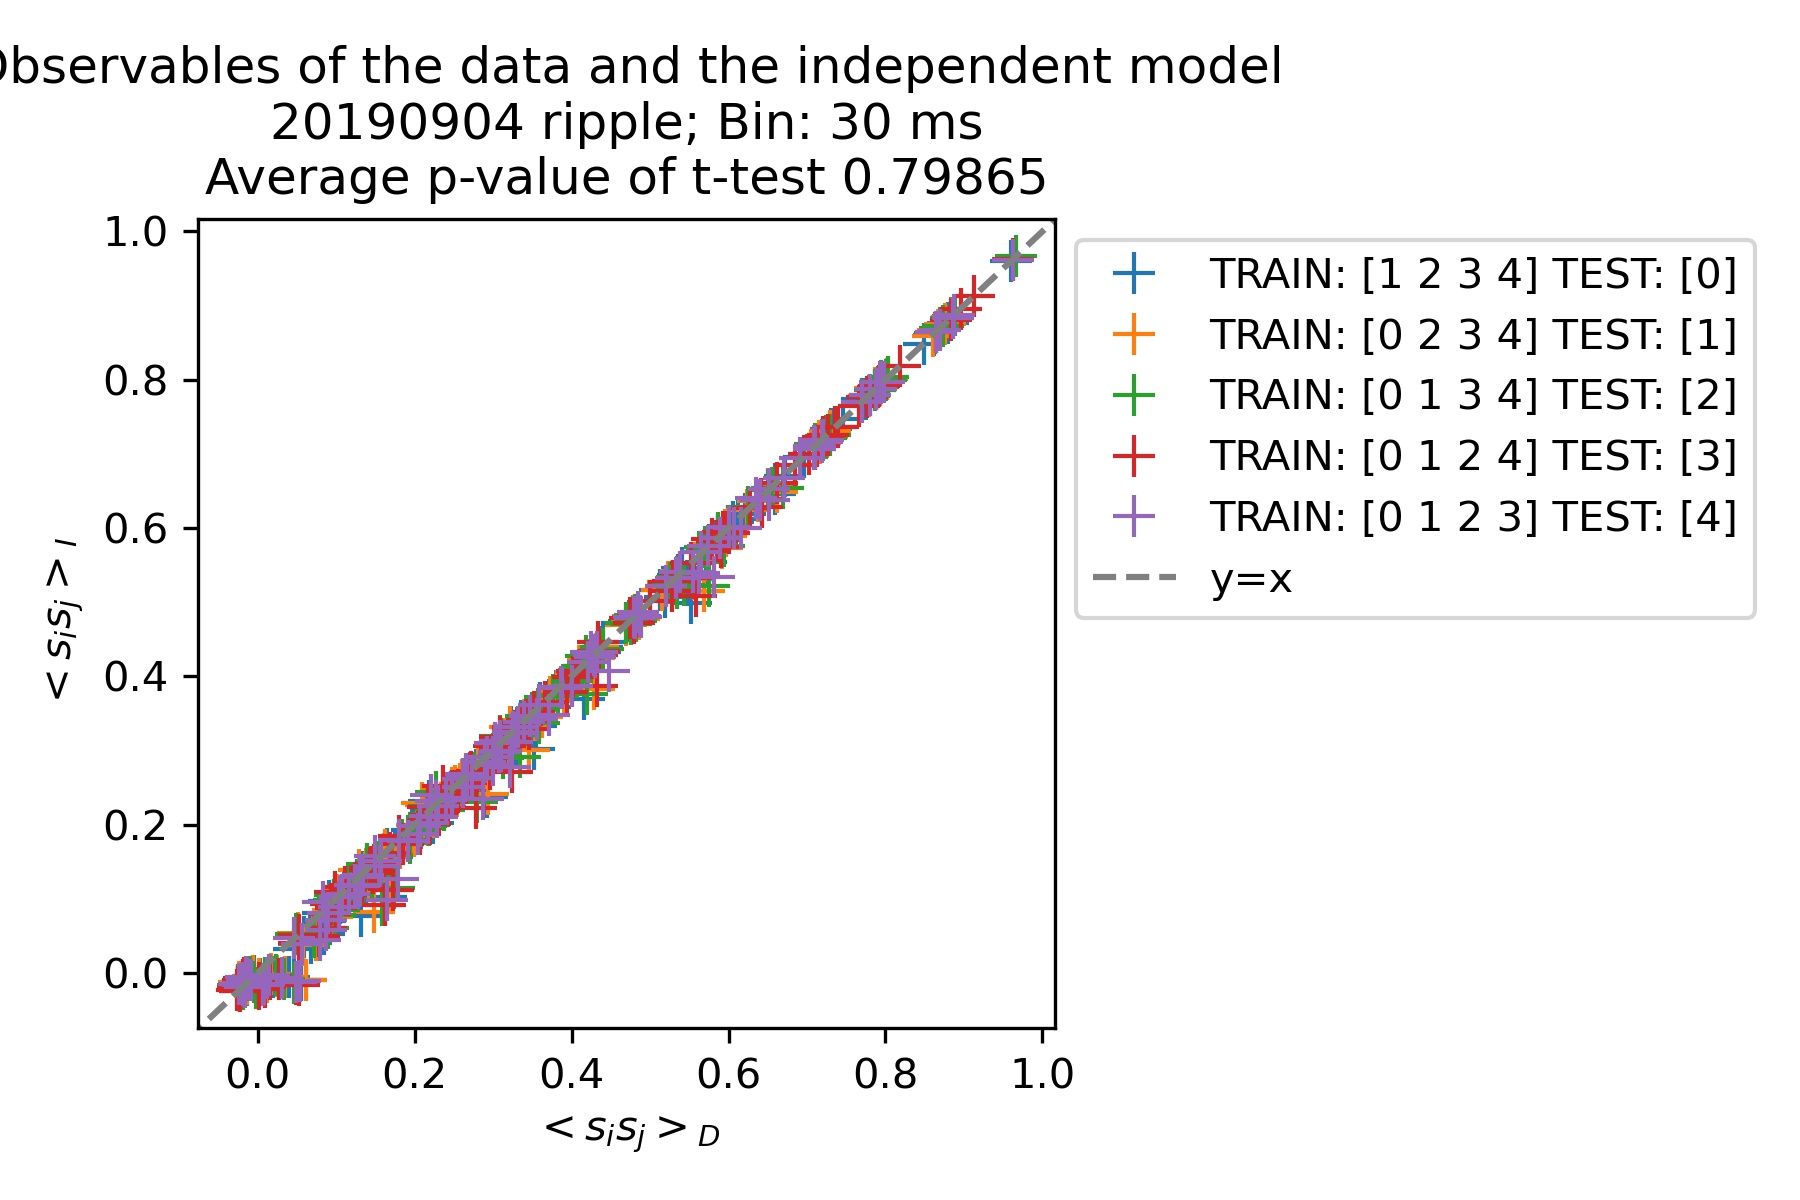 Observables of the data and the independent model
20190904 ripple; Bin: 30 ms
Average p-value of t-test 0.79865
1.0
0.8
0.6
0.4
0.2
0.0
< s_i s_j >_I
0.0 0.2 0.4 0.6 0.8 1.0
< s_i s_j >_D
TRAIN: [1 2 3 4] TEST: [0]
TRAIN: [0 2 3 4] TEST: [1]
TRAIN: [0 1 3 4] TEST: [2]
TRAIN: [0 1 2 4] TEST: [3]
TRAIN: [0 1 2 3] TEST: [4]
y=x